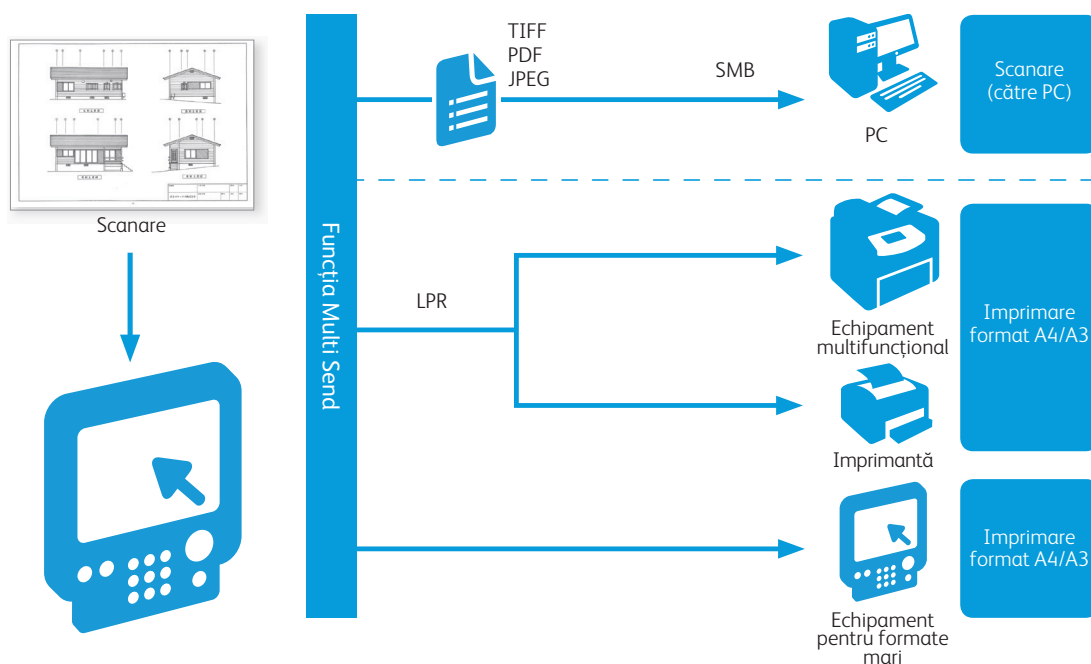 Scanare
Funcția Multi Send
TIFF
PDF
JPEG
SMB
PC
Scanare
(către PC)
LPR
Echipament
multifuncțional
Imprimantă
Imprimare
format A4/A3
Echipament
pentru formate
mari
Imprimare
format A4/A3